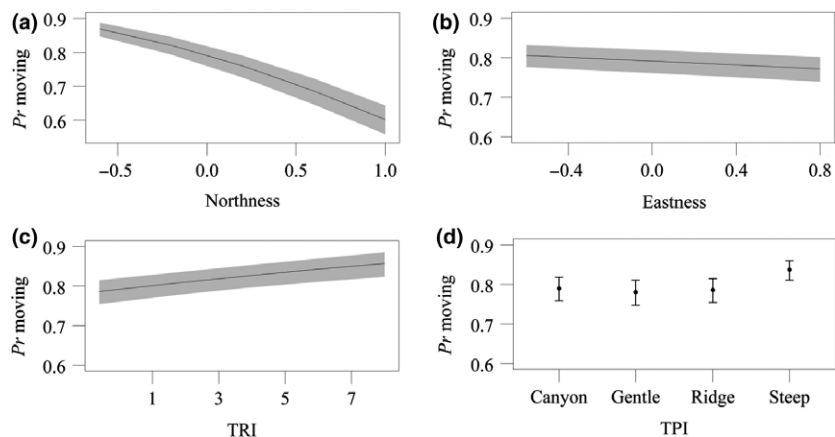 (a)
0.9
0.8
0.7
0.6
Pr moving
−0.5 0.0 0.5 1.0
Northness
(b)
0.9
0.8
0.7
0.6
Pr moving
−0.4 0.0 0.4 0.8
Eastness
(c)
0.9
0.8
0.7
0.6
Pr moving
1 3 5 7
TRI
(d)
0.9
0.8
0.7
0.6
Pr moving
Canyon Gentle Ridge Steep
TPI